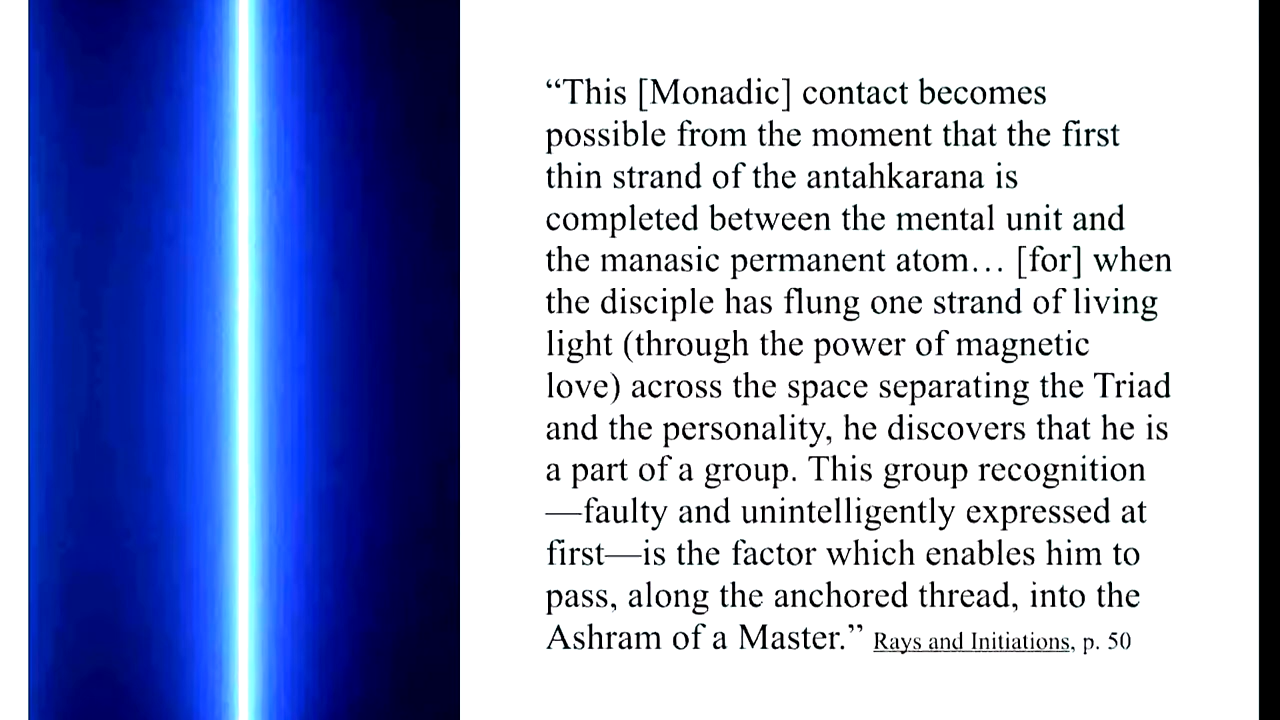 “This [Monadic] contact becomes
possible from the moment that the first
thin strand of the antahkarana is
completed between the mental unit and
the manasic permanent atom… [for] when
the disciple has flung one strand of living
light (through the power of magnetic
love) across the space separating the Triad
and the personality, he discovers that he is
a part of a group. This group recognition
—faulty and unintelligently expressed at
first—is the factor which enables him to
pass, along the anchored thread, into the
Ashram of a Master.” Rays and Initiations, p. 50